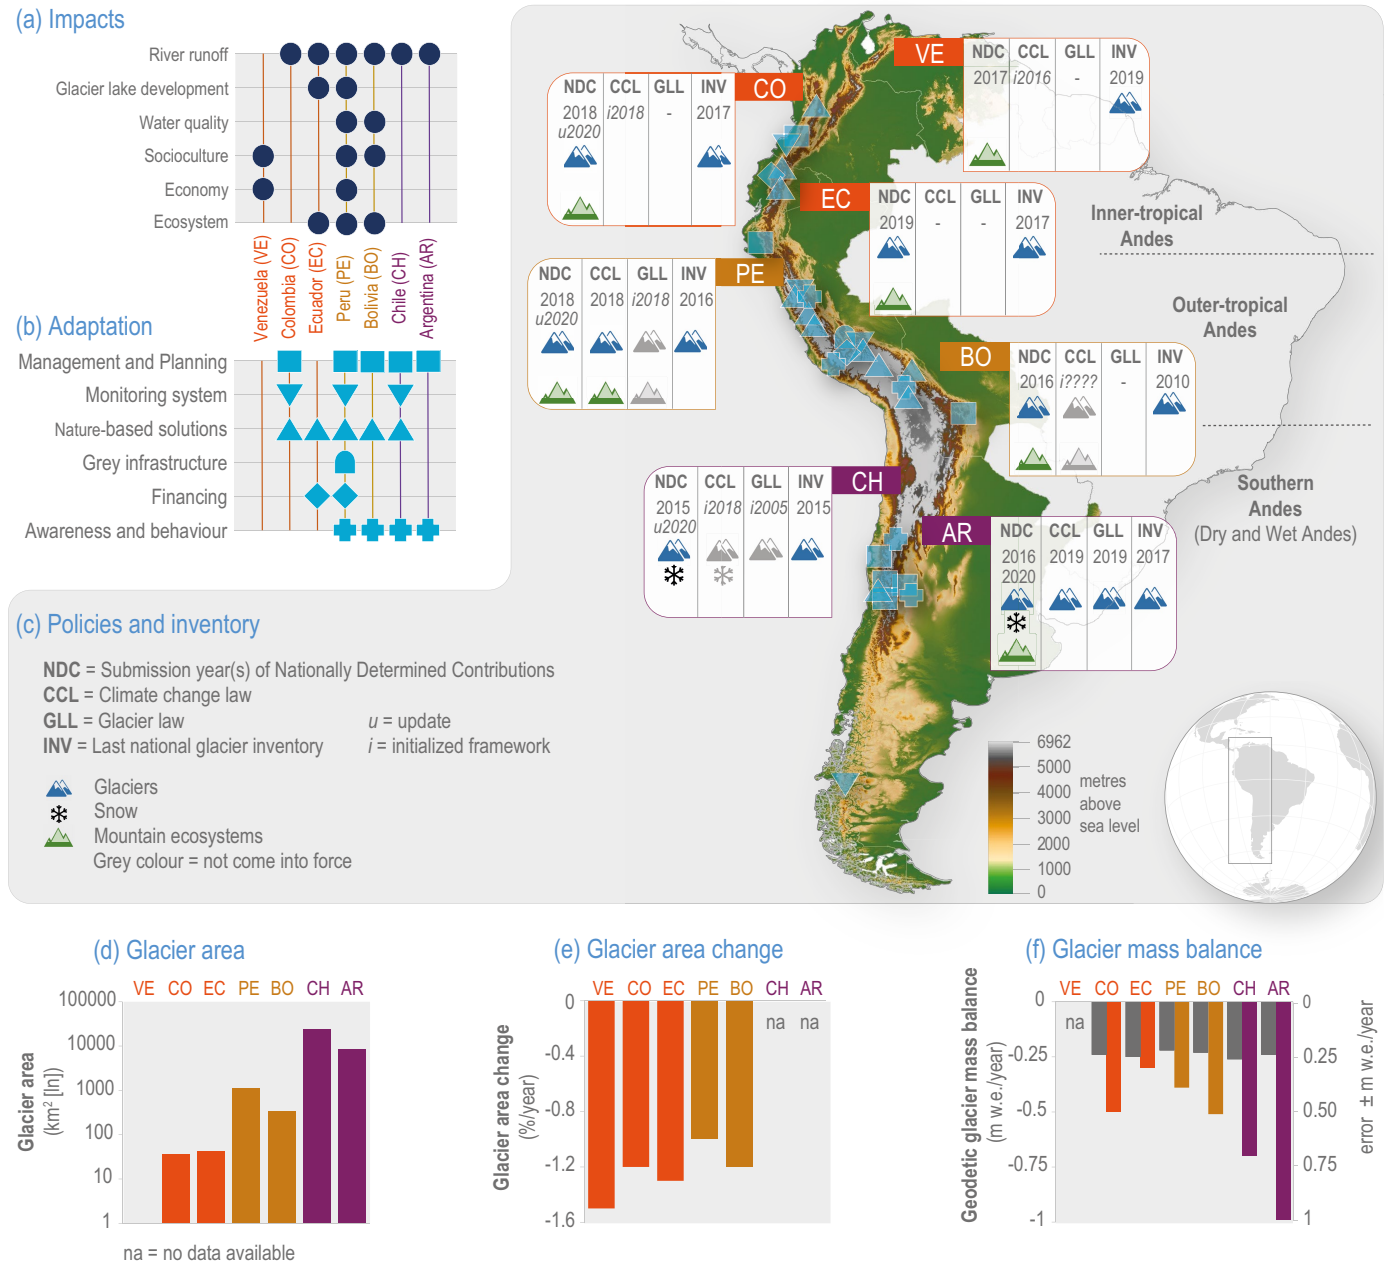 (a) Impacts
River runoff
Glacier lake development
Water quality
Socioculture
Economy
Ecosystem
Venezuela (VE)
Colombia (CO)
Ecuador (EC)
Peru (PE)
Bolivia (BO)
Chile (CH)
Argentina (AR)
(b) Adaptation
Management and Planning
Monitoring system
Nature-based solutions
Grey infrastructure
Financing
Awareness and behaviour
VE
NDC CCL GLL INV
2017 i2016 - 2019
CO
NDC CCL GLL INV
2018 i2018 - 2017
u2020
EC
NDC CCL GLL INV
2019 - - 2017
PE
NDC CCL GLL INV
2018 2018 i2018 2016
u2020
BO
NDC CCL GLL INV
2016 i???? - 2010
CH
NDC CCL GLL INV
2015 i2018 i2005 2015
u2020
AR
NDC CCL GLL INV
2016 2019 2019 2017
2020
Inner-tropical
Andes
Outer-tropical
Andes
Southern
Andes
(Dry and Wet Andes)
(c) Policies and inventory
NDC = Submission year(s) of Nationally Determined Contributions
CCL = Climate change law
GLL = Glacier law
u = update
INV = Last national glacier inventory
i = initialized framework
Glaciers
Snow
Mountain ecosystems
Grey colour = not come into force
6962
5000
4000
3000
2000
1000
0
metres
above
sea level
(d) Glacier area
VE CO EC PE BO CH AR
100000
10000
1000
100
10
1
Glacier area
(km² [ln])
na = no data available
(e) Glacier area change
VE CO EC PE BO CH AR
0
-0.4
-0.8
-1.2
-1.6
na na
Glacier area change
(%/year)
(f) Glacier mass balance
VE CO EC PE BO CH AR
0
-0.25
-0.5
-0.75
-1
na
0
0.25
0.50
0.75
1
Geodetic glacier mass balance
(m w.e./year)
error ± m w.e./year